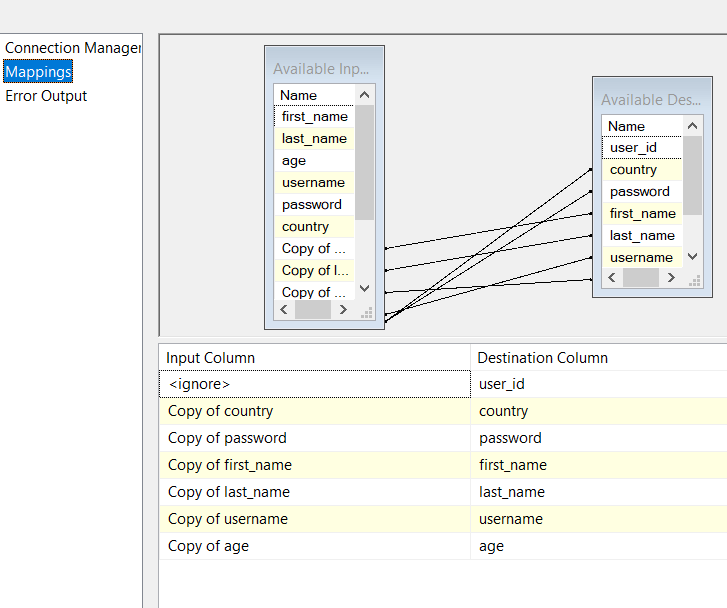 Connection Manager
Mappings
Error Output
Available Inp...
Name
first_name
last_name
age
username
password
country
Copy of ...
Copy of l...
Copy of ...
Available Des...
Name
user_id
country
password
first_name
last_name
username
Input Column Destination Column
<ignore> user_id
Copy of country country
Copy of password password
Copy of first_name first_name
Copy of last_name last_name
Copy of username username
Copy of age age